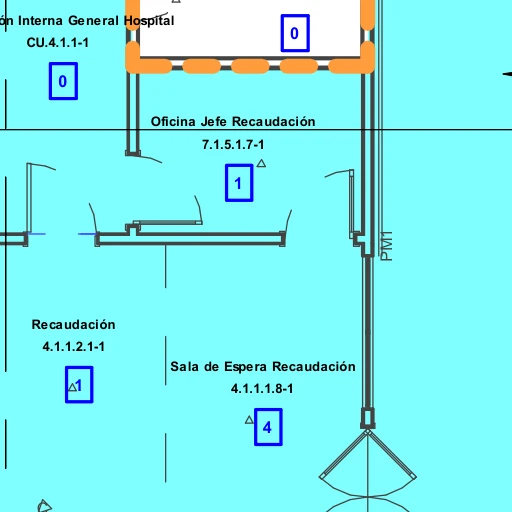 ón Interna General Hospital
CU.4.1.1-1
0
0
Oficina Jefe Recaudación
7.1.5.1.7-1
1
PM1
Recaudación
4.1.1.2.1-1
1
Sala de Espera Recaudación
4.1.1.1.8-1
4